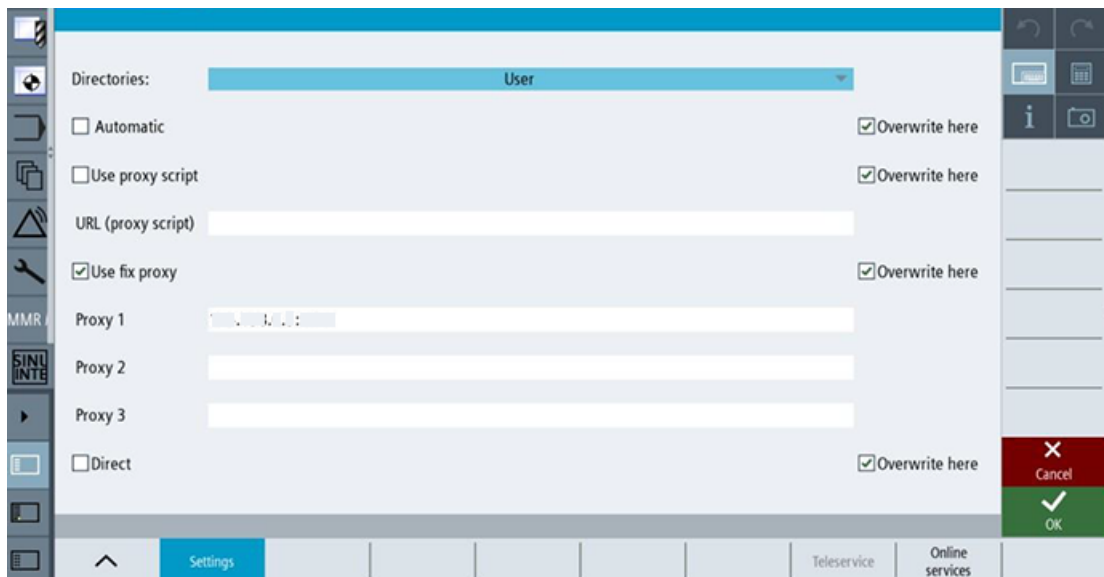 Directories:
User
Automatic
Overwrite here
Use proxy script
Overwrite here
URL (proxy script)
Use fix proxy
Overwrite here
MMR
Proxy 1
SINU
INTE
Proxy 2
Proxy 3
Direct
Overwrite here
Cancel
OK
Settings
Teleservice
Online
services